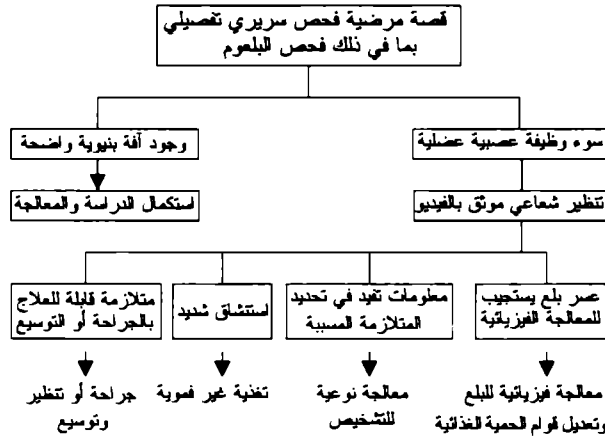 قصة مرضية فحص سريري تفصيلي
بما في ذلك فحص البلعوم
سوء وظيفة عصبية عضلية
وجود آفة بنيوية واضحة
تنظير شعاعي موثق بالفيديو
استكمال الدراسة والمعالجة
عسر بلع يستجيب
للمعالجة الفيزيائية
معلومات تفيد في تحديد
المتلازمة المسببة
استنشاق شديد
متلازمة قابلة للعلاج
بالجراحة أو التوسيع
معالجة فيزيائية للبلع
وتعديل قوام الحمية الغذائية
معالجة نوعية
للتشخيص
تغذية غير فموية
جراحة أو تنظير
وتوسيع